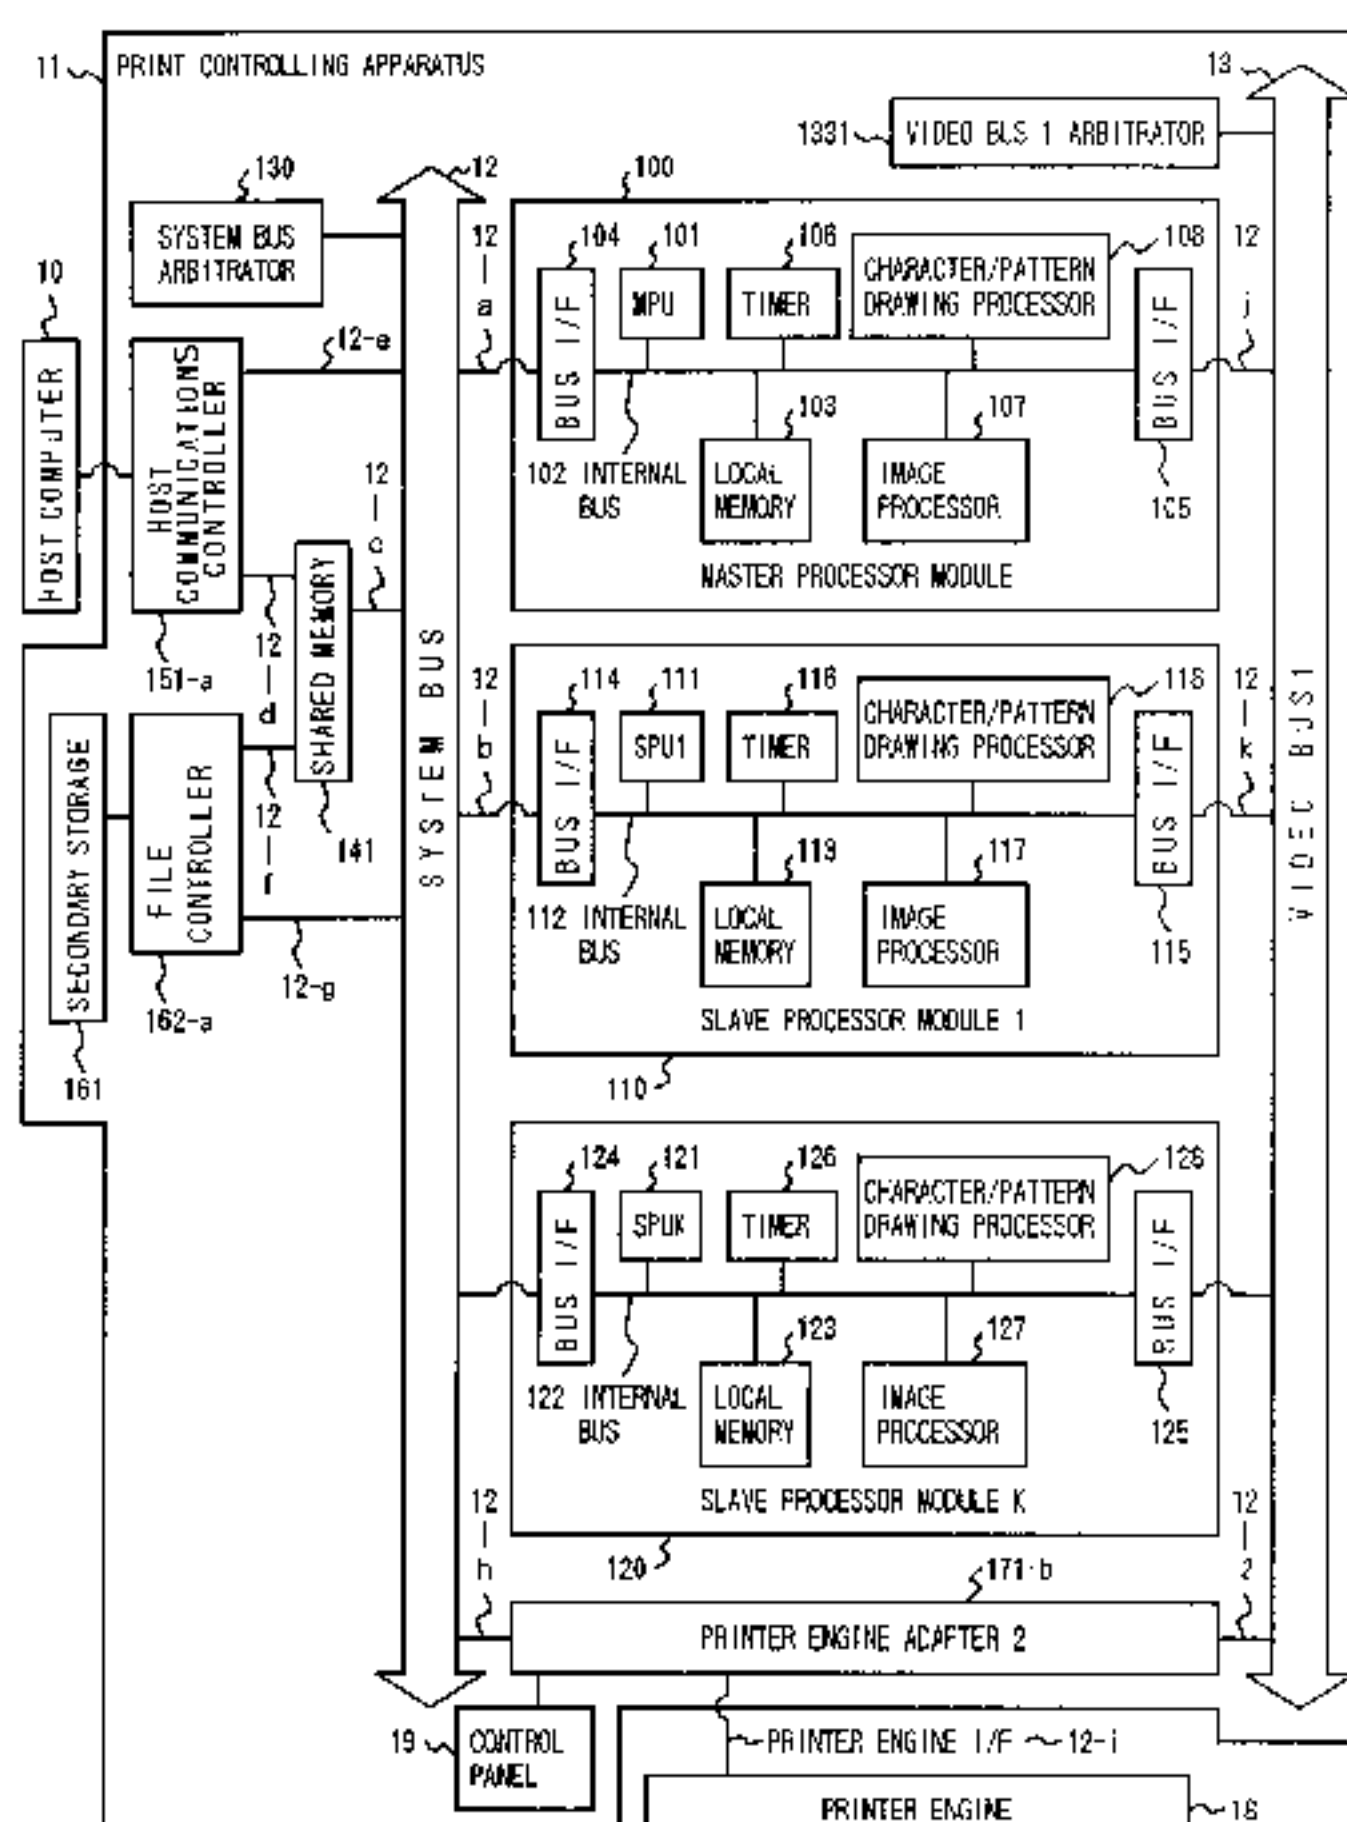 11
PRINT CONTROLLING APPARATUS
13
1331
VIDEO BUS 1 ARBITRATOR
130
12
100
SYSTEM BUS
ARBITRATOR
12
|
a
104
101
106
108
12
j
BUS I/F
MPU
TIMER
CHARACTER/PATTERN
DRAWING PROCESSOR
BUS I/F
10
HOST COMPUTER
HOST
COMMUNICATIONS
CONTROLLER
12-e
103
107
102 INTERNAL
BUS
LOCAL
MEMORY
IMAGE
PROCESSOR
105
12
|
c
MASTER PROCESSOR MODULE
151-a
12
|
d
SHARED MEMORY
141
SYSTEM BUS
VIDEO BUS1
12
|
b
114
111
116
118
12
|
k
BUS I/F
SPU1
TIMER
CHARACTER/PATTERN
DRAWING PROCESSOR
BUS I/F
SECONDARY STORAGE
FILE
CONTROLLER
12
|
f
12-g
162-a
161
113
117
112 INTERNAL
BUS
LOCAL
MEMORY
IMAGE
PROCESSOR
115
SLAVE PROCESSOR MODULE 1
110
124
121
126
128
BUS I/F
SPUK
TIMER
CHARACTER/PATTERN
DRAWING PROCESSOR
BUS I/F
123
127
122 INTERNAL
BUS
LOCAL
MEMORY
IMAGE
PROCESSOR
125
SLAVE PROCESSOR MODULE K
120
12
|
h
171-b
12
|
PRINTER ENGINE ADAPTER 2
19
CONTROL
PANEL
PRINTER ENGINE I/F
12-i
PRINTER ENGINE
16